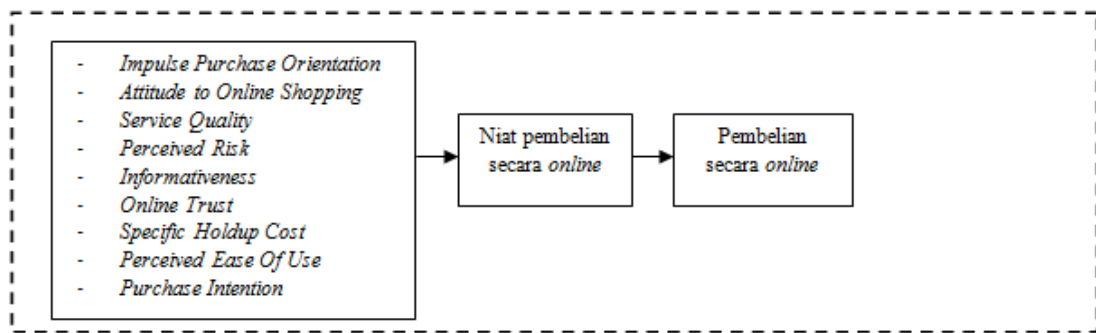 - Impulse Purchase Orientation
- Attitude to Online Shopping
- Service Quality
- Perceived Risk
- Informativeness
- Online Trust
- Specific Holdup Cost
- Perceived Ease Of Use
- Purchase Intention
Niat pembelian
secara online
Pembelian
secara online